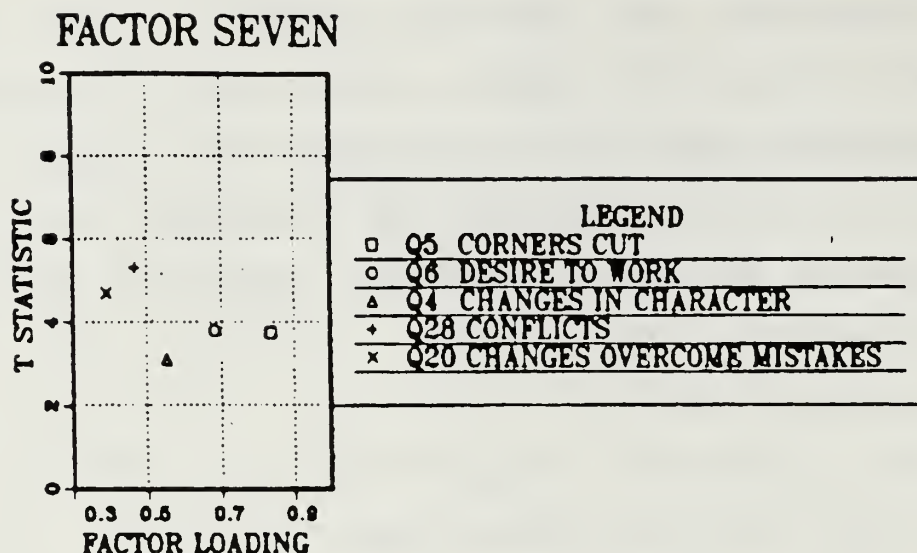 FACTOR SEVEN
10
8
6
4
2
0
T STATISTIC
0.3 0.5 0.7 0.9
FACTOR LOADING
LEGEND
Q5 CORNERS CUT
Q6 DESIRE TO WORK
Q4 CHANGES IN CHARACTER
Q28 CONFLICTS
Q20 CHANGES OVERCOME MISTAKES